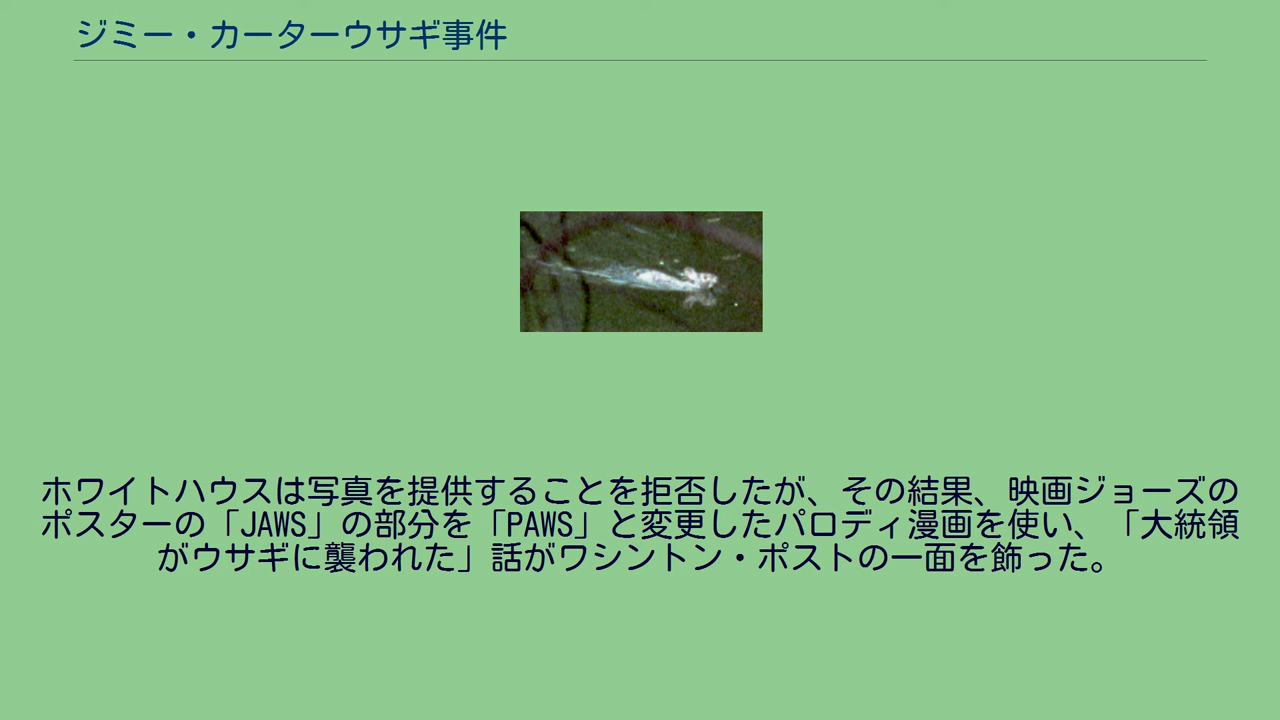 ジミー・カーターウサギ事件
ホワイトハウスは写真を提供することを拒否したが、その結果、映画ジョーズの
ポスターの「JAWS」の部分を「PAWS」と変更したパロディ漫画を使い、「大統領
がウサギに襲われた」話がワシントン・ポストの一面を飾った。